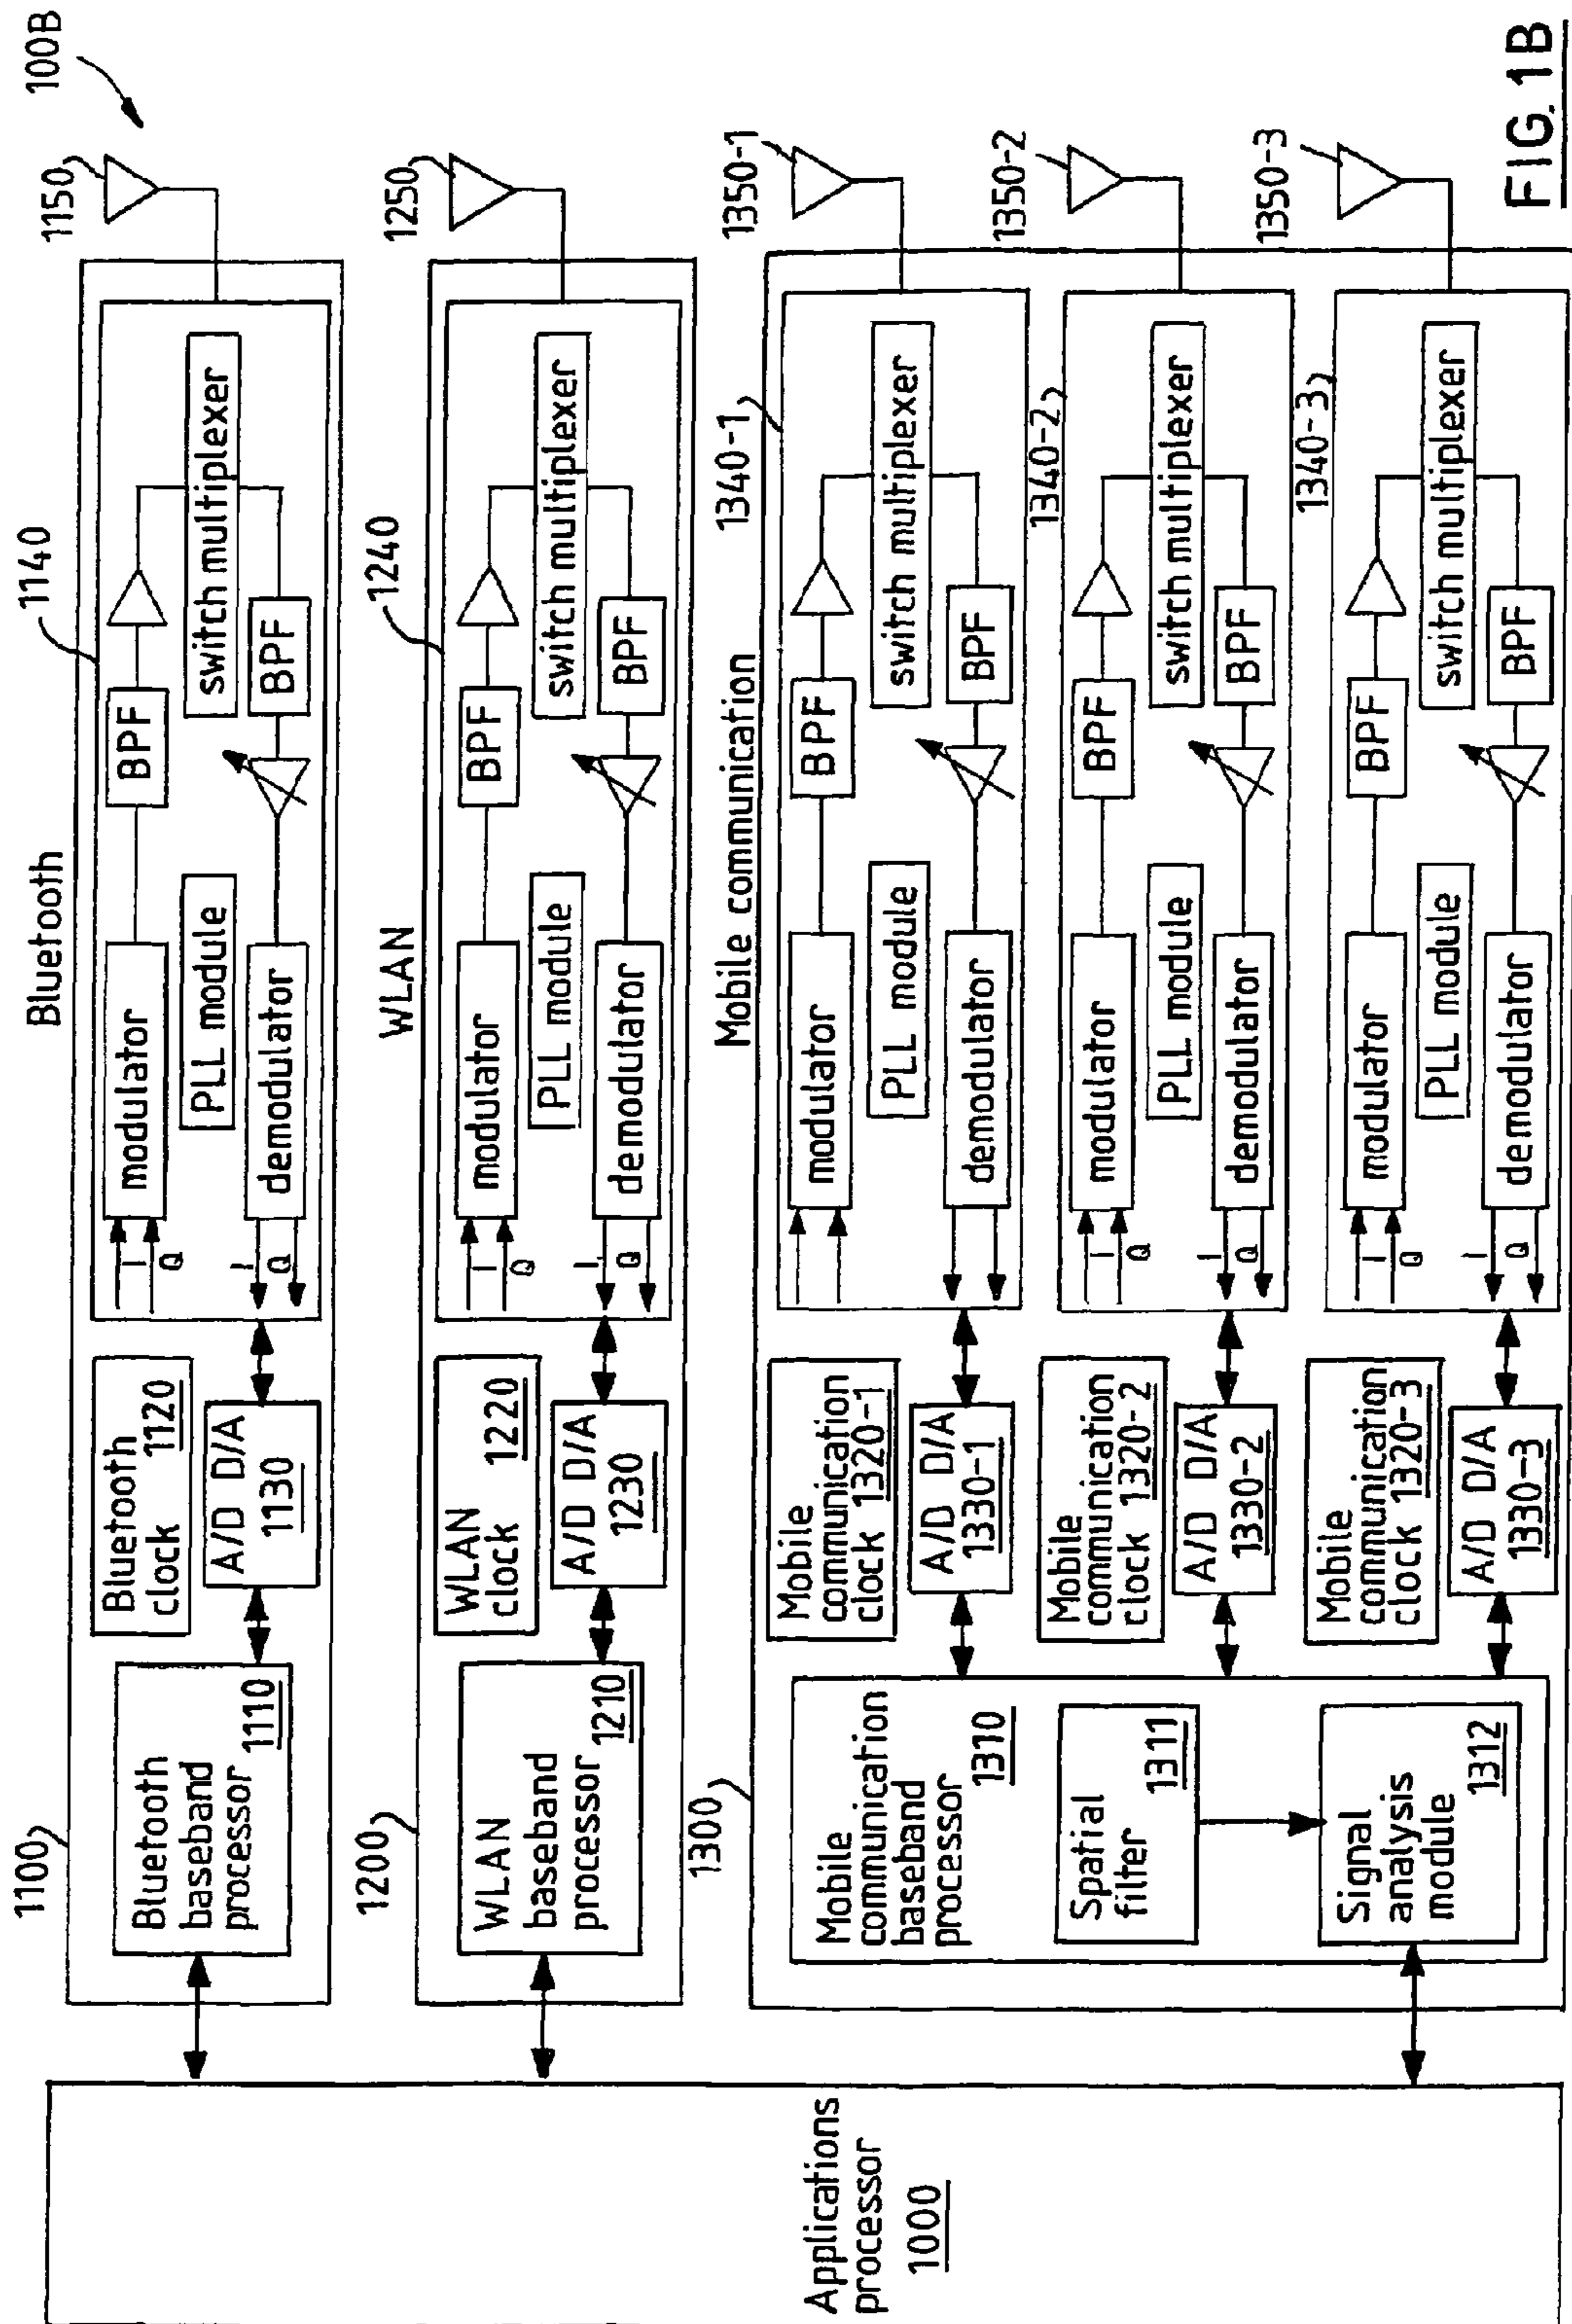 100B
Bluetooth
1100
Bluetooth
baseband
processor
1110
Bluetooth
clock 1120
A/D D/A
1130
1140
I
Q
modulator
PLL module
I
Q
demodulator
BPF
switch multiplexer
BPF
1150
WLAN
1200
WLAN
baseband
processor
1210
WLAN
clock 1220
A/D D/A
1230
1240
I
Q
modulator
PLL module
I
Q
demodulator
BPF
switch multiplexer
BPF
1250
Mobile communication
1300
Mobile
communication
baseband
processor
1310
Spatial
filter
1311
Signal
analysis
module
1312
Mobile
communication
clock 1320-1
A/D D/A
1330-1
1340-1
modulator
PLL module
demodulator
BPF
switch multiplexer
BPF
1350-1
Mobile
communication
clock 1320-2
A/D D/A
1330-2
1340-2
I
Q
modulator
PLL module
I
Q
demodulator
BPF
switch multiplexer
BPF
1350-2
Mobile
communication
clock 1320-3
A/D D/A
1330-3
1340-3
I
Q
modulator
PLL module
I
Q
demodulator
BPF
switch multiplexer
BPF
1350-3
Applications
processor
1000
FIG. 1B